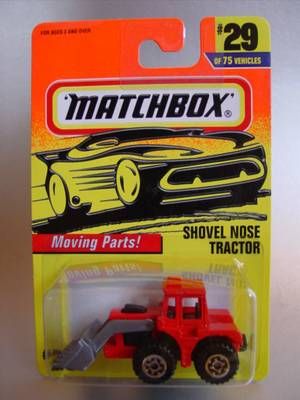 FOR AGES 3 AND OVER
#29
OF 75 VEHICLES
MATCHBOX®
SHOVEL NOSE
TRACTOR
Moving Parts!